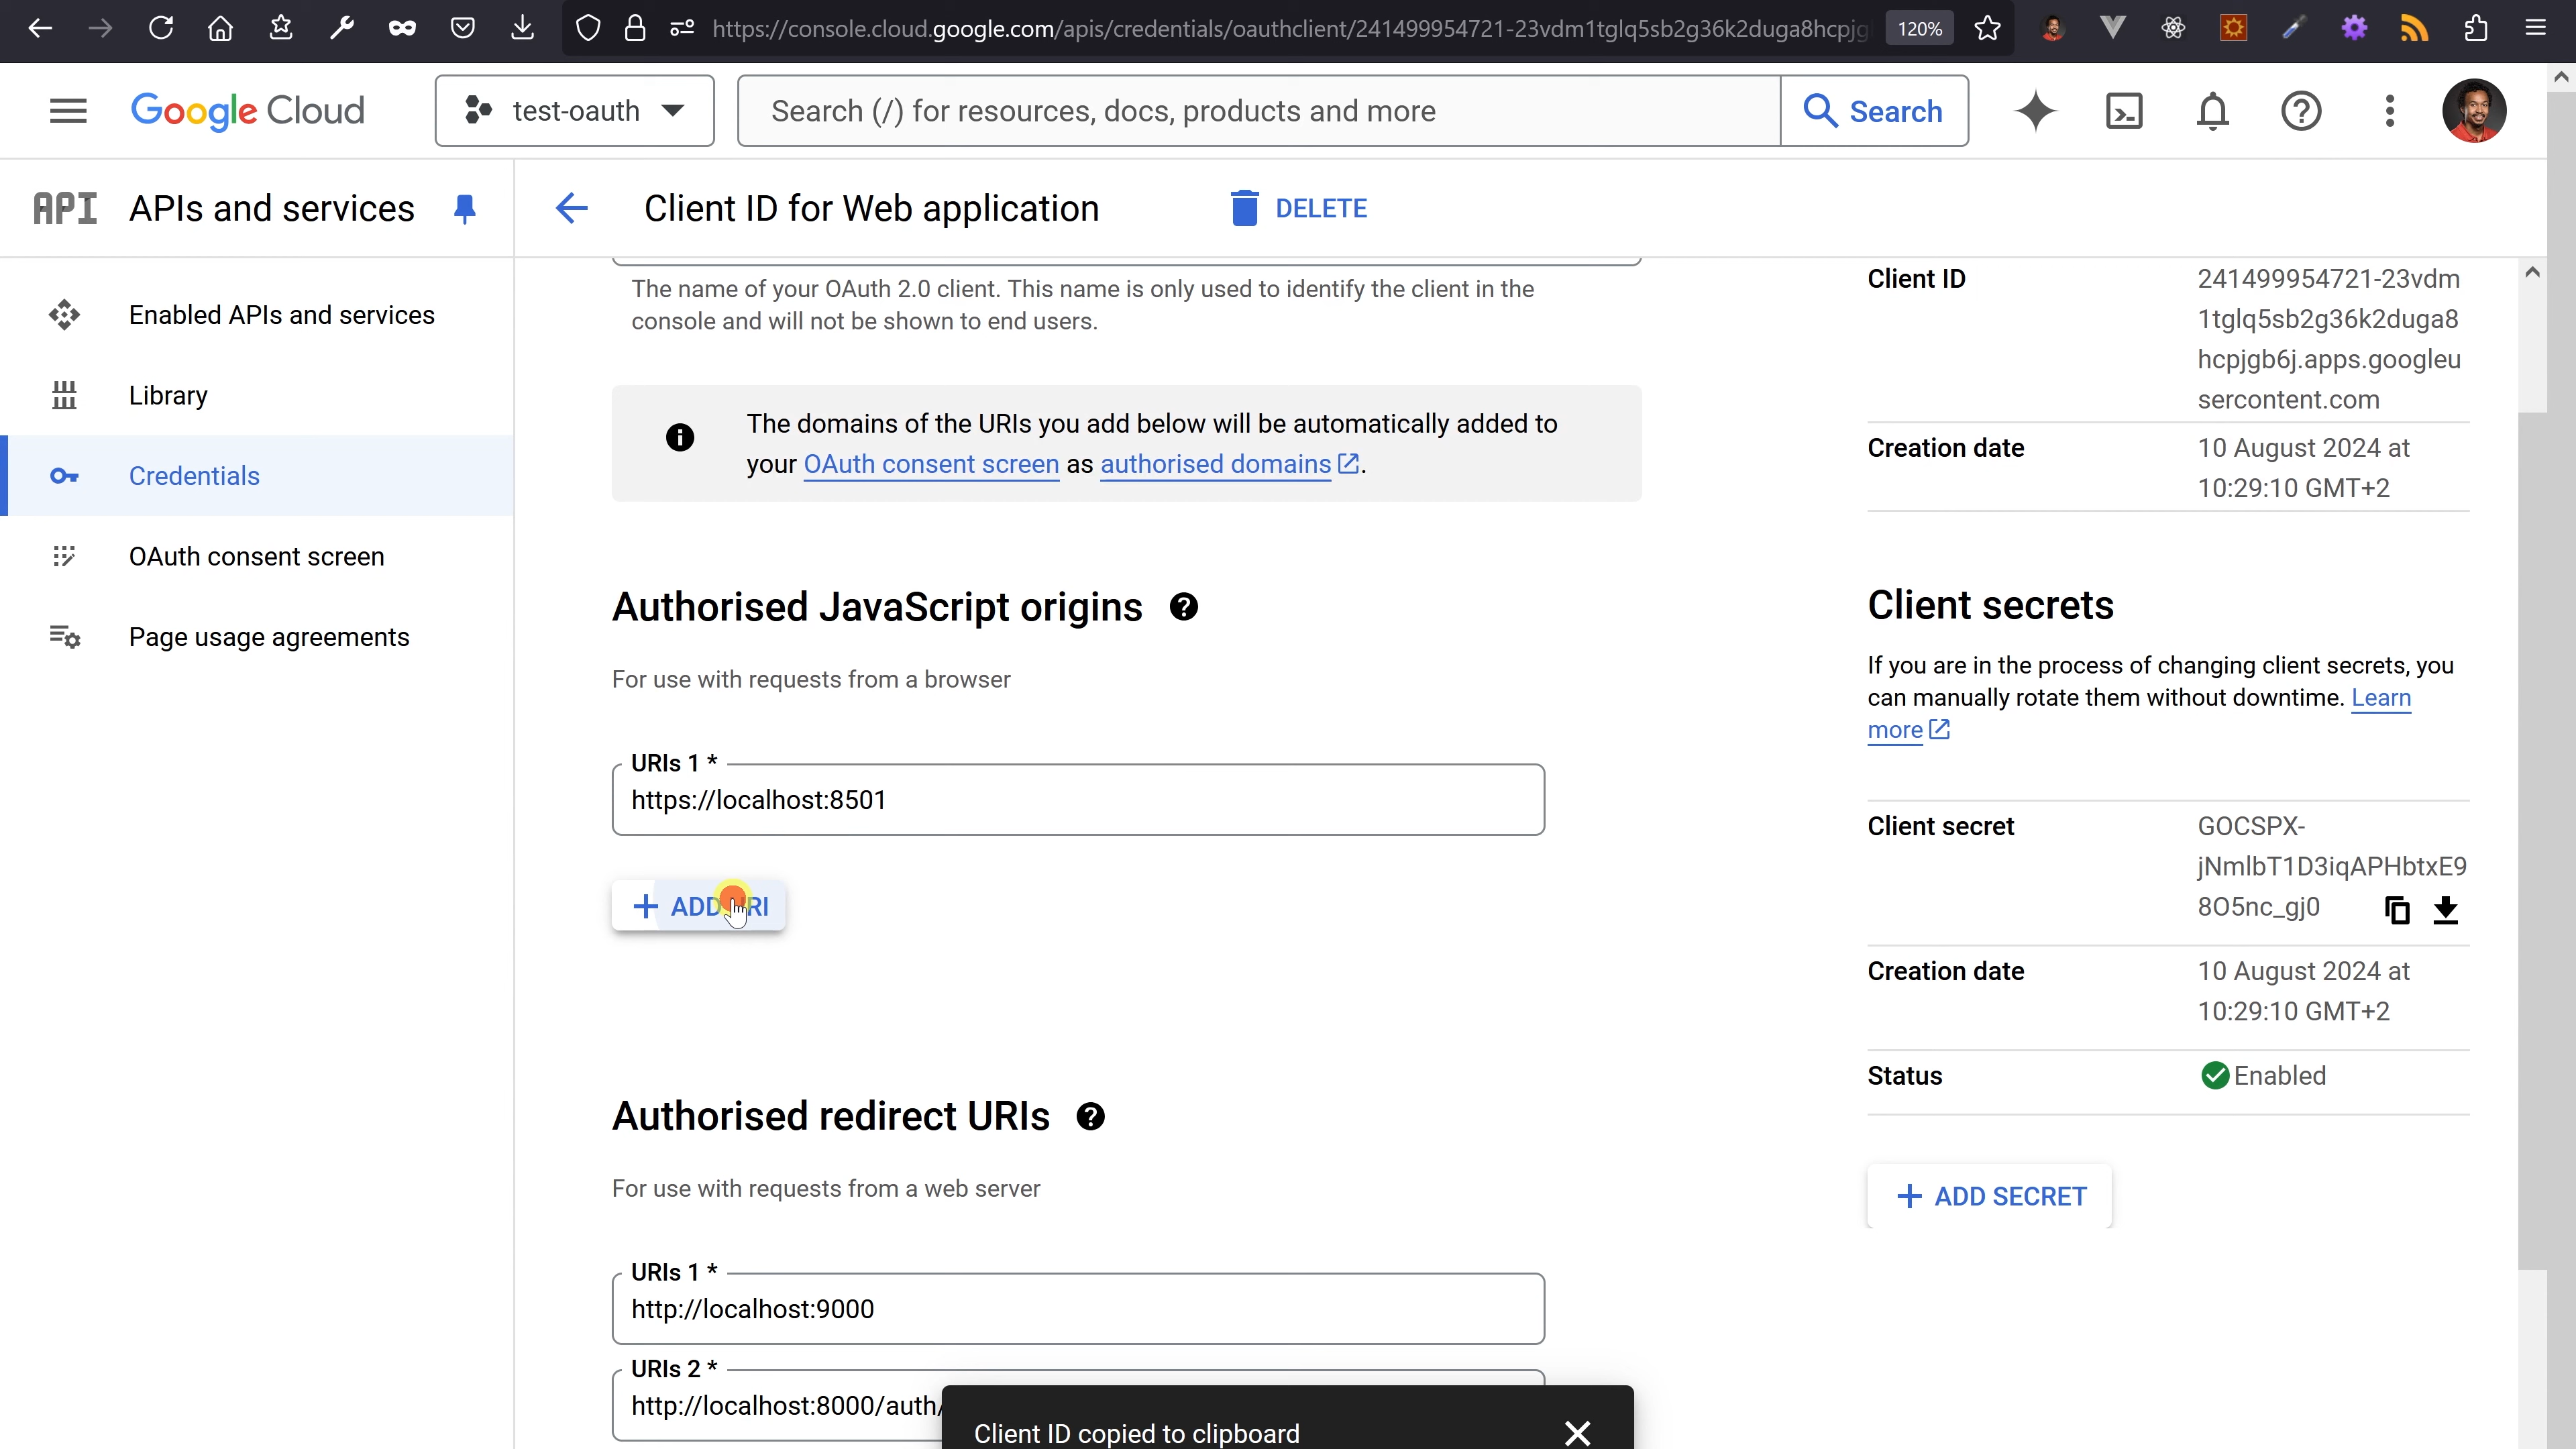 https://console.cloud.google.com/apis/credentials/oauthclient/241499954721-23vdm1tglq5sb2g36k2duga8hcpjg
120%
Google Cloud
test-oauth
Search (/) for resources, docs, products and more
Search
API APIs and services
Client ID for Web application
DELETE
Enabled APIs and services
Library
Credentials
OAuth consent screen
Page usage agreements
The name of your OAuth 2.0 client. This name is only used to identify the client in the
console and will not be shown to end users.
The domains of the URIs you add below will be automatically added to
your OAuth consent screen as authorised domains.
Authorised JavaScript origins
For use with requests from a browser
URIs 1 *
https://localhost:8501
+ ADD URI
Authorised redirect URIs
For use with requests from a web server
URIs 1 *
http://localhost:9000
URIs 2 *
http://localhost:8000/auth/
Client ID copied to clipboard
Client ID
241499954721-23vdm
1tglq5sb2g36k2duga8
hcpjgb6j.apps.googleu
sercontent.com
Creation date
10 August 2024 at
10:29:10 GMT+2
Client secrets
If you are in the process of changing client secrets, you
can manually rotate them without downtime. Learn
more
Client secret
GOCSPX-
jNmlbT1D3iqAPHbtxE9
8O5nc_gj0
Creation date
10 August 2024 at
10:29:10 GMT+2
Status
Enabled
+ ADD SECRET